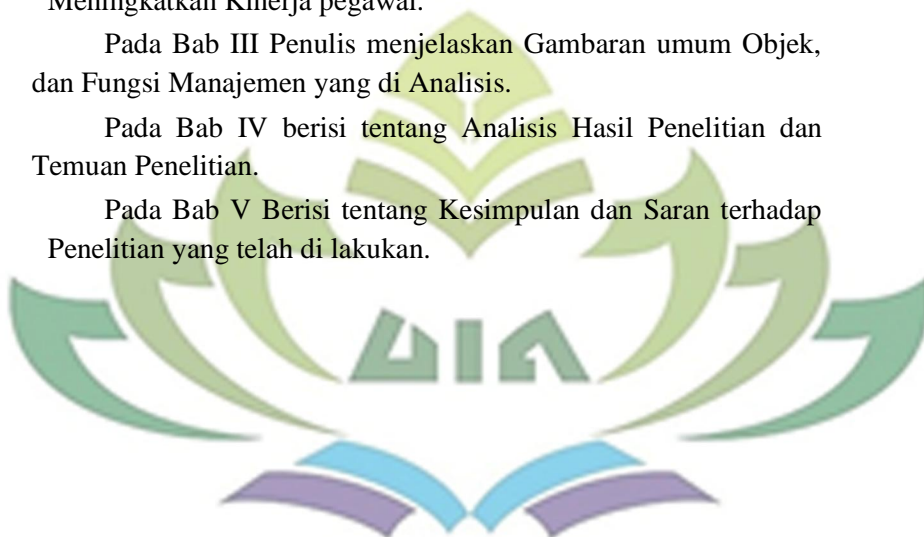 Meningkatkan Kinerja pegawai.
Pada Bab III Penulis menjelaskan Gambaran umum Objek,
dan Fungsi Manajemen yang di Analisis.
Pada Bab IV berisi tentang Analisis Hasil Penelitian dan
Temuan Penelitian.
Pada Bab V Berisi tentang Kesimpulan dan Saran terhadap
Penelitian yang telah di lakukan.
UIN